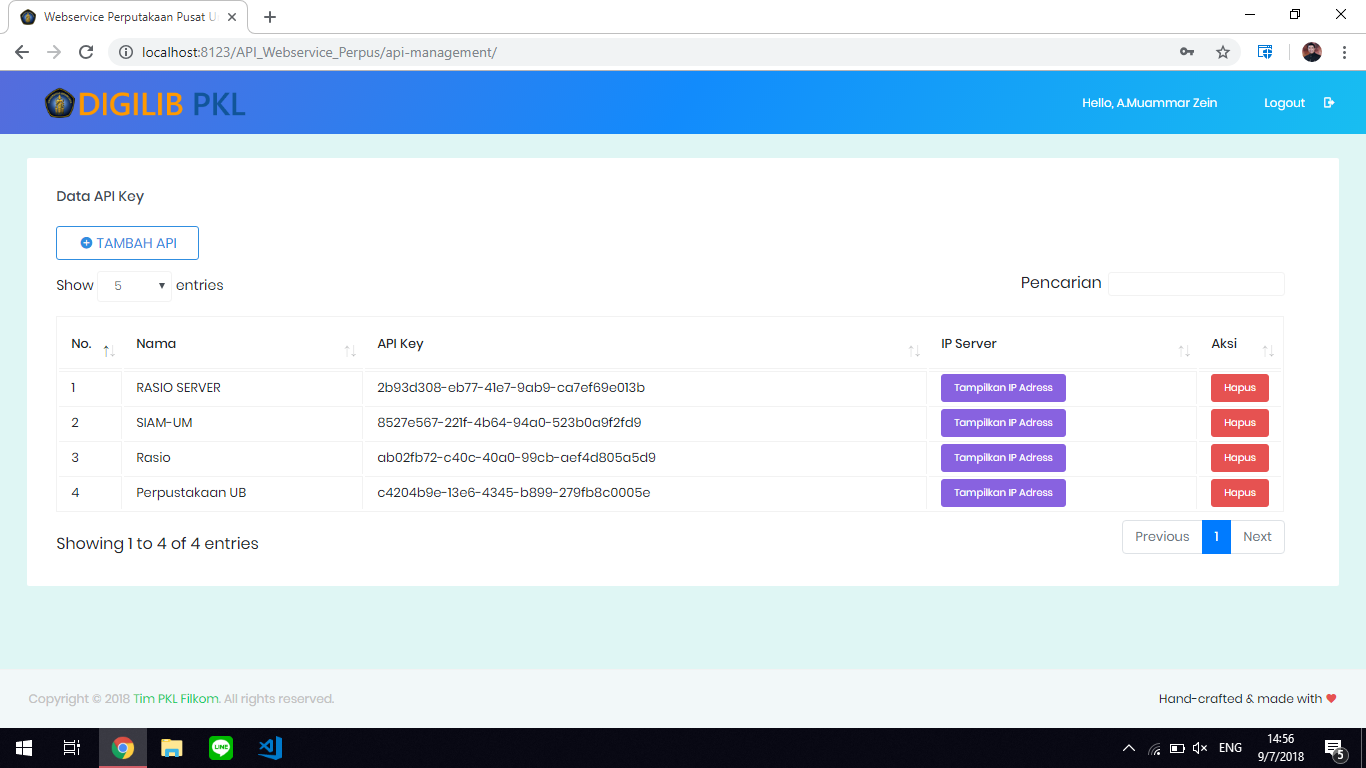 Webservice Perputakaan Pusat U
localhost:8123/API_Webservice_Perpus/api-management/
DIGILIB PKL
Hello, A.Muammar Zein
Logout
Data API Key
TAMBAH API
Show 5 entries
Pencarian
No. Nama API Key IP Server Aksi
1 RASIO SERVER 2b93d308-eb77-41e7-9ab9-ca7ef69e013b Tampilkan IP Adress Hapus
2 SIAM-UM 8527e567-221f-4b64-94a0-523b0a9f2fd9 Tampilkan IP Adress Hapus
3 Rasio ab02fb72-c40c-40a0-99cb-aef4d805a5d9 Tampilkan IP Adress Hapus
4 Perpustakaan UB c4204b9e-13e6-4345-b899-279fb8c0005e Tampilkan IP Adress Hapus
Showing 1 to 4 of 4 entries
Previous 1 Next
Copyright © 2018 Tim PKL Filkom. All rights reserved.
Hand-crafted & made with
LINE
ENG
14:56
9/7/2018
5